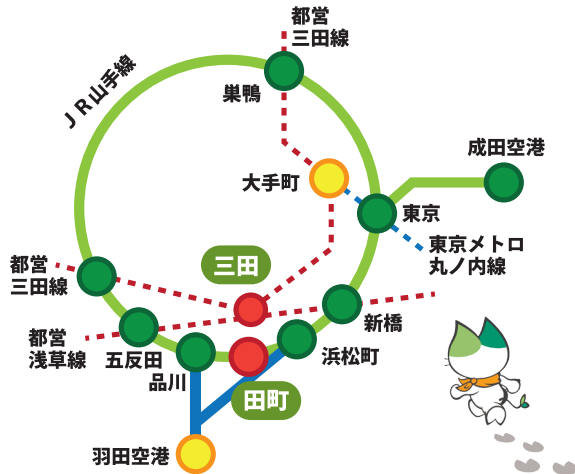 都営
三田線
JR山手線
巣鴨
成田空港
大手町
東京
東京メトロ
丸ノ内線
三田
都営
三田線
新橋
都営
浅草線
五反田
浜松町
品川
田町
羽田空港